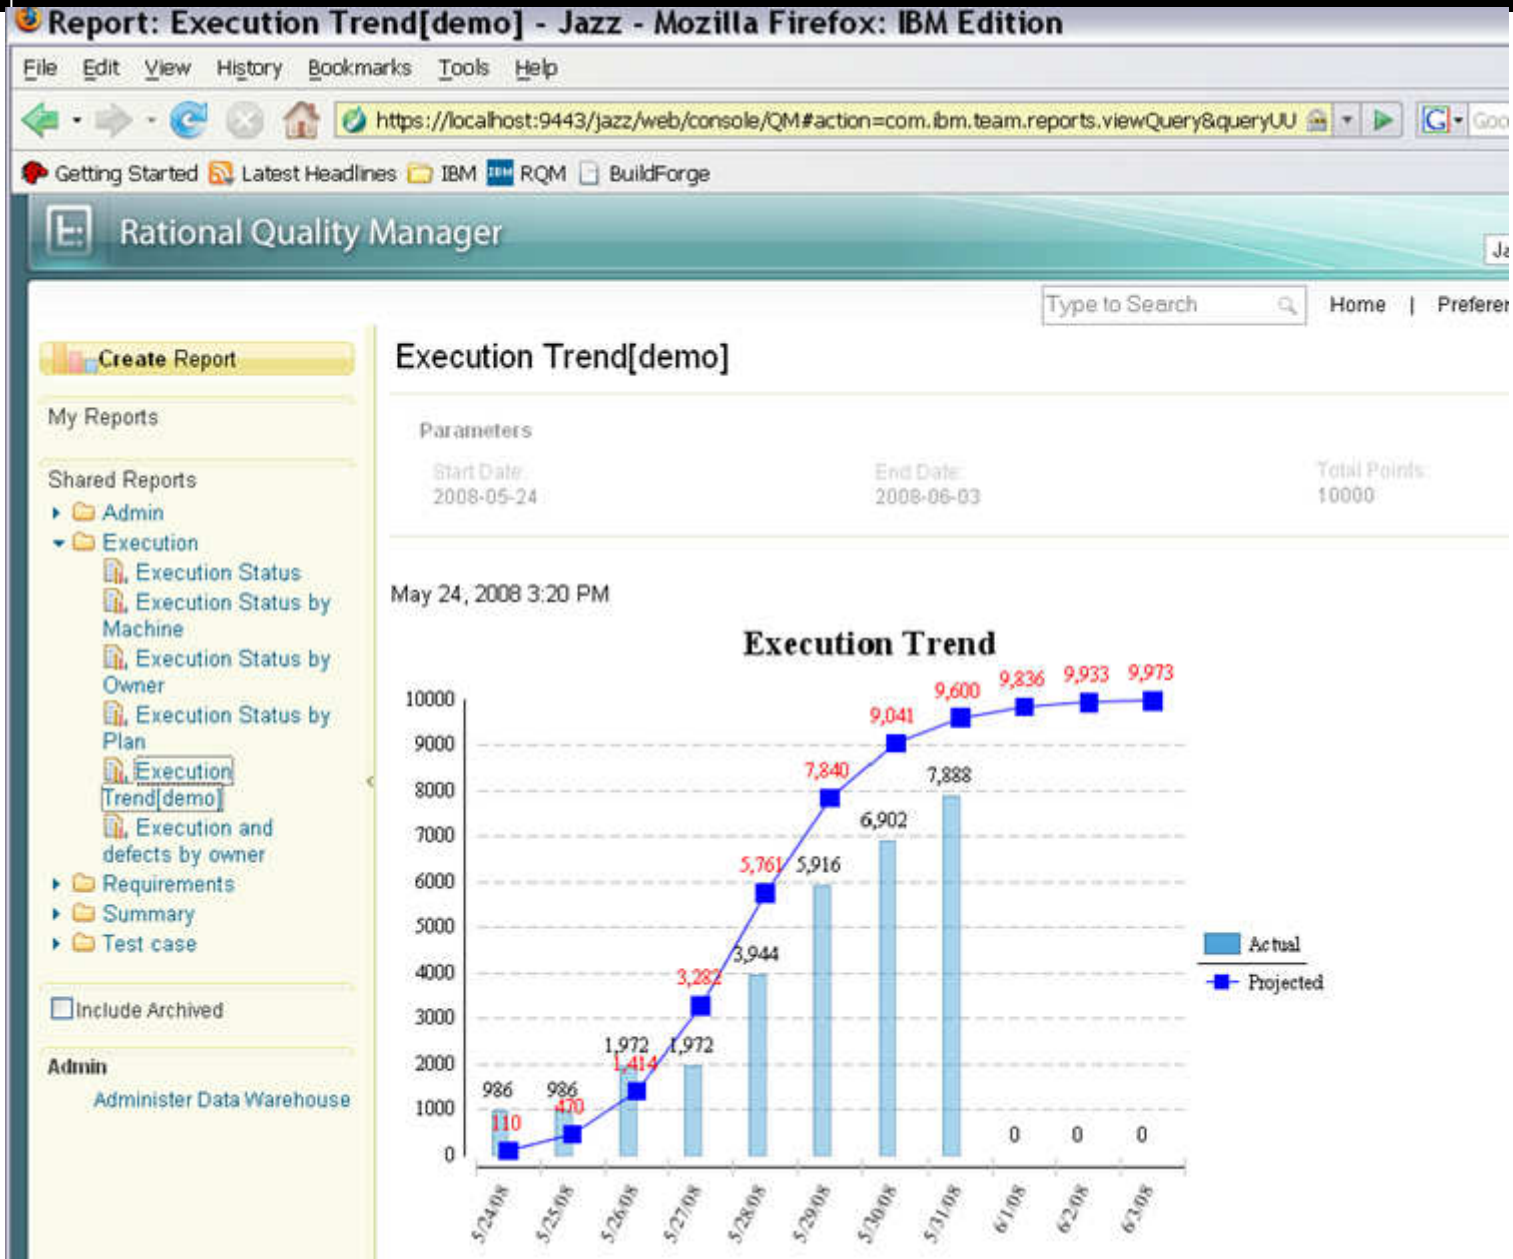 Report: Execution Trend[demo] - Jazz - Mozilla Firefox: IBM Edition
File Edit View History Bookmarks Tools Help
https://localhost:9443/jazz/web/console/QM#action=com.ibm.team.reports.viewQuery&queryUU
G Goo
Getting Started Latest Headlines IBM IBM RQM BuildForge
Rational Quality Manager
Ja
Type to Search Home | Preferen
Create Report
My Reports
Shared Reports
Admin
Execution
Execution Status
Execution Status by
Machine
Execution Status by
Owner
Execution Status by
Plan
Execution
Trend[demo]
Execution and
defects by owner
Requirements
Summary
Test case
Include Archived
Admin
Administer Data Warehouse
Execution Trend[demo]
Parameters
Start Date: End Date: Total Points:
2008-05-24 2008-06-03 10000
May 24, 2008 3:20 PM
Execution Trend
10000
9000
8000
7000
6000
5000
4000
3000
2000
1000
0
110
470
1,414
3,282
5,761
7,840
9,041
9,600
9,836
9,933
9,973
986
986
1,972
1,972
3,944
5,916
6,902
7,888
0
0
0
5/24/08
5/25/08
5/26/08
5/27/08
5/28/08
5/29/08
5/30/08
5/31/08
6/1/08
6/2/08
6/3/08
Actual
Projected